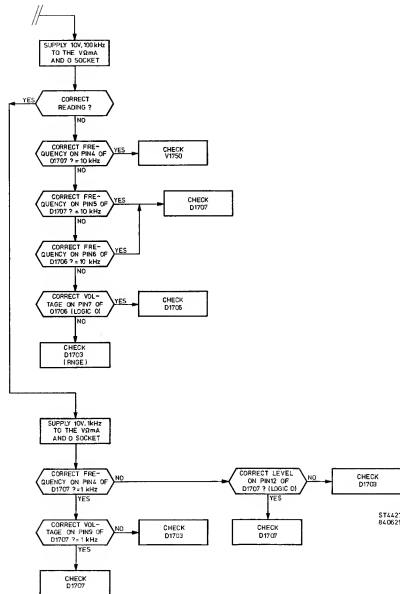 SUPPLY 10V, 100kHz
TO THE VΩmA
AND 0 SOCKET
YES
CORRECT
READING ?
NO
CORRECT FRE-
QUENCY ON PIN4 OF
D1707 ? = 10 kHz
YES
CHECK
V1750
NO
CORRECT FRE-
QUENCY ON PIN5 OF
D1707 ? = 10 kHz
YES
CHECK
D1707
NO
CORRECT FRE-
QUENCY ON PIN6 OF
D1706 ? = 10 kHz
YES
NO
CORRECT VOL-
TAGE ON PIN7 OF
D1706 (LOGIC 0)
YES
CHECK
D1706
NO
CHECK
D1703
(RNGE)
SUPPLY 10V, 1kHz
TO THE VΩmA
AND 0 SOCKET
CORRECT FRE-
QUENCY ON PIN4 OF
D1707 ? = 1 kHz
NO
CORRECT LEVEL
ON PIN12 OF
D1707 ? (LOGIC 0)
NO
CHECK
D1703
YES
YES
CORRECT VOL-
TAGE ON PIN9 OF
D1707 ? = 1 kHz
NO
CHECK
D1703
CHECK
D1707
YES
CHECK
D1707
ST4427
840625